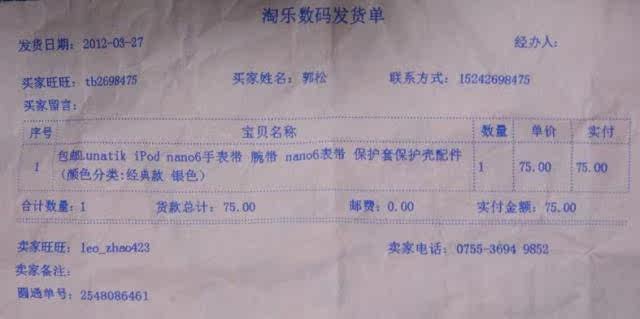 淘乐数码发货单
发货日期：2012-03-27 经办人：
买家旺旺：tb2698475 买家姓名：郭松 联系方式：15242698475
买家留言：
序号 宝贝名称 数量 单价 实付
1 包邮Lunatik iPod nano6手表带 腕带 nano6表带 保护套保护壳配件 1 75.00 75.00
（颜色分类:经典款 银色）
合计数量：1 货款总计：75.00 邮费：0.00 实付金额：75.00
卖家旺旺：leo_zhao423 卖家电话：0755-3694 9852
卖家备注：
圆通单号：2548086461